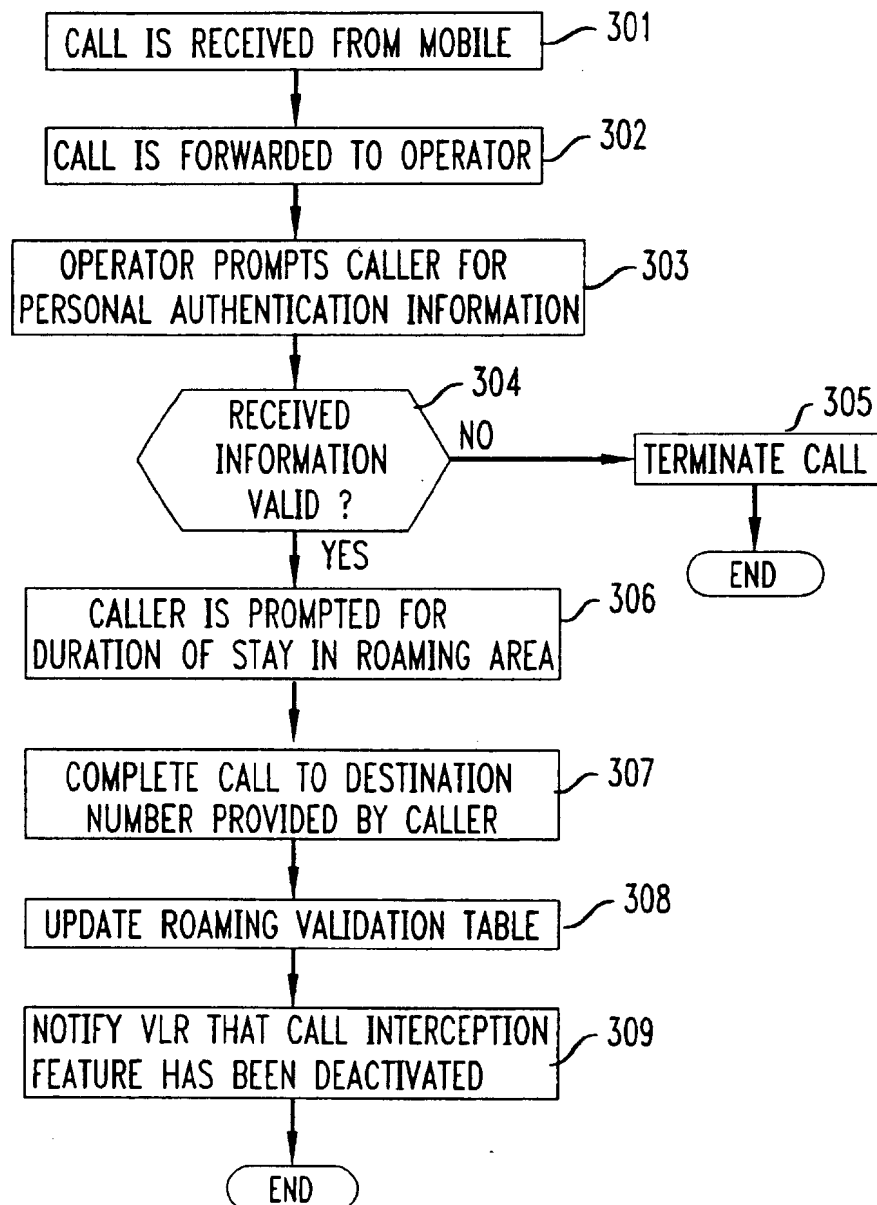 CALL IS RECEIVED FROM MOBILE
301
CALL IS FORWARDED TO OPERATOR
302
OPERATOR PROMPTS CALLER FOR
PERSONAL AUTHENTICATION INFORMATION
303
RECEIVED
INFORMATION
VALID ?
304
NO
305
TERMINATE CALL
END
YES
CALLER IS PROMPTED FOR
DURATION OF STAY IN ROAMING AREA
306
COMPLETE CALL TO DESTINATION
NUMBER PROVIDED BY CALLER
307
UPDATE ROAMING VALIDATION TABLE
308
NOTIFY VLR THAT CALL INTERCEPTION
FEATURE HAS BEEN DEACTIVATED
309
END